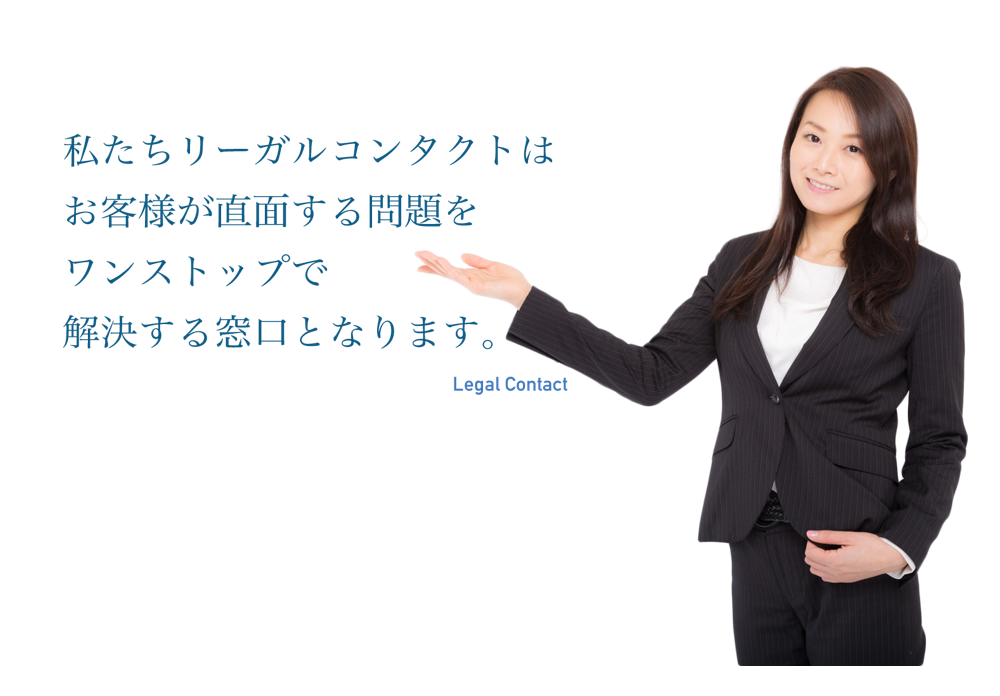 私たちリーガルコンタクトは
お客様が直面する問題を
ワンストップで
解決する窓口となります。
Legal Contact